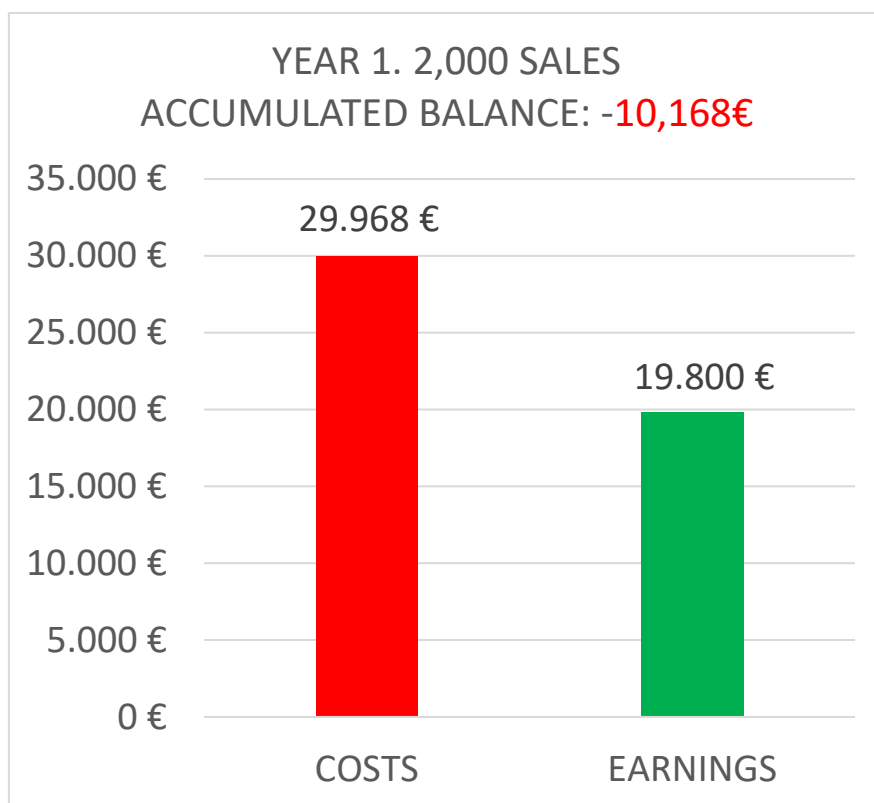 YEAR 1. 2,000 SALES
ACCUMULATED BALANCE: -10,168€
35.000 €
29.968 €
30.000 €
25.000 €
19.800 €
20.000 €
15.000 €
10.000 €
5.000 €
0 €
COSTS
EARNINGS